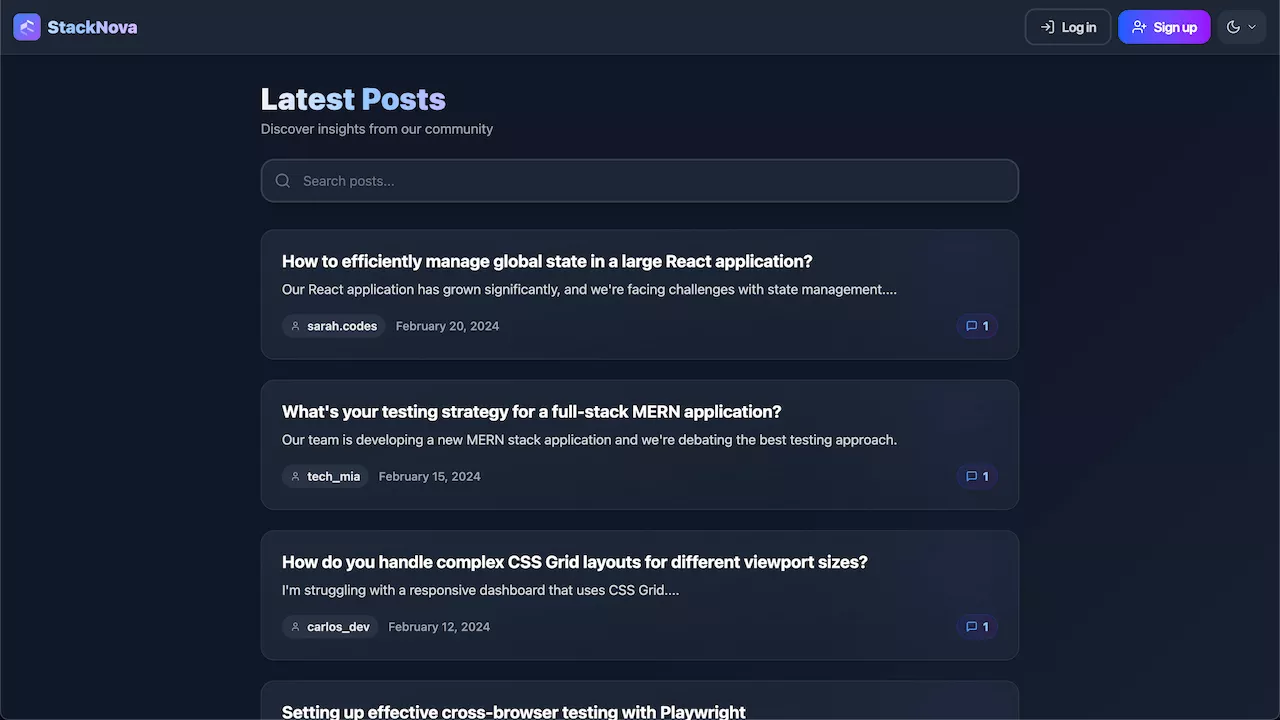 StackNova
Log in
Sign up
Latest Posts
Discover insights from our community
Search posts...
How to efficiently manage global state in a large React application?
Our React application has grown significantly, and we're facing challenges with state management....
sarah.codes February 20, 2024 1
What's your testing strategy for a full-stack MERN application?
Our team is developing a new MERN stack application and we're debating the best testing approach.
tech_mia February 15, 2024 1
How do you handle complex CSS Grid layouts for different viewport sizes?
I'm struggling with a responsive dashboard that uses CSS Grid....
carlos_dev February 12, 2024 1
Setting up effective cross-browser testing with Playwright